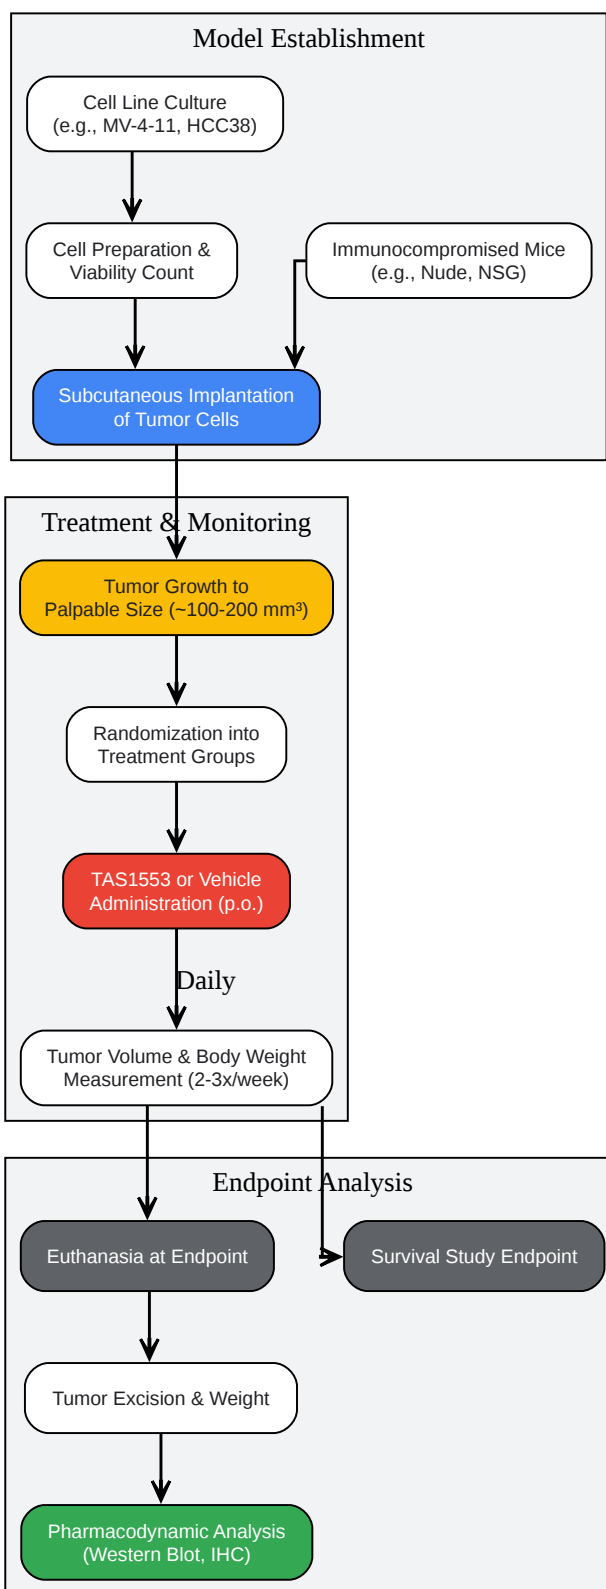 Model Establishment
Cell Line Culture
(e.g., MV-4-11, HCC38)
Cell Preparation &
Viability Count
Immunocompromised Mice
(e.g., Nude, NSG)
Subcutaneous Implantation
of Tumor Cells
Treatment & Monitoring
Tumor Growth to
Palpable Size (~100-200 mm³)
Randomization into
Treatment Groups
TAS1553 or Vehicle
Administration (p.o.)
Daily
Tumor Volume & Body Weight
Measurement (2-3x/week)
Endpoint Analysis
Euthanasia at Endpoint
Survival Study Endpoint
Tumor Excision & Weight
Pharmacodynamic Analysis
(Western Blot, IHC)